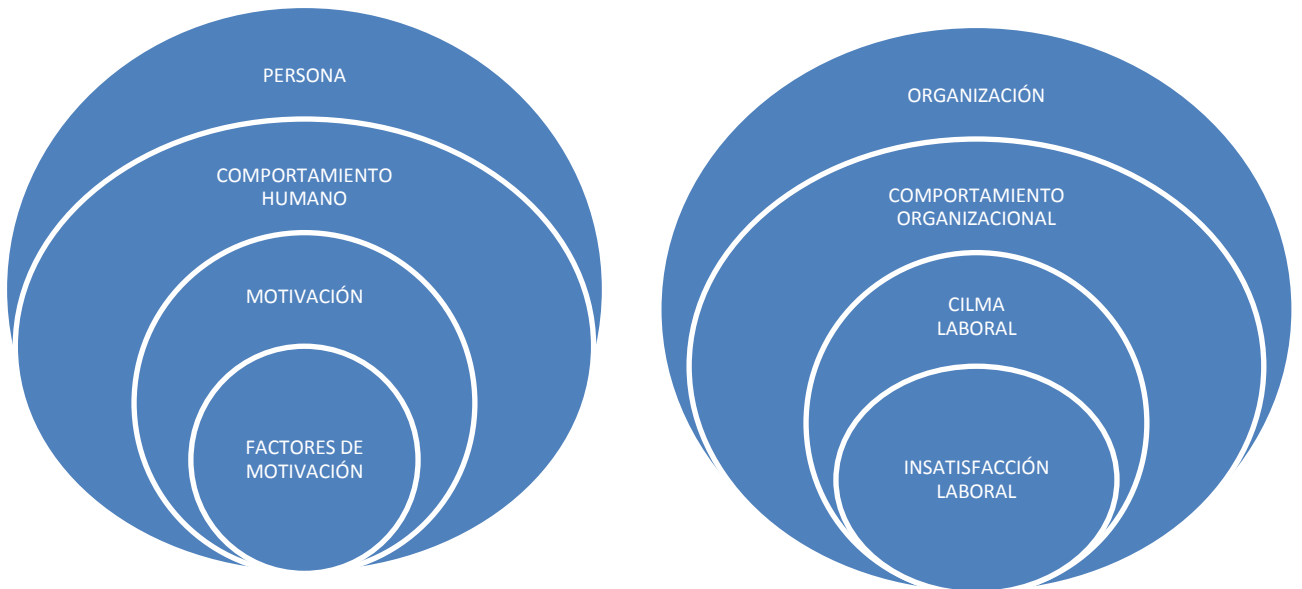 PERSONA
COMPORTAMIENTO
HUMANO
MOTIVACIÓN
FACTORES DE
MOTIVACIÓN
ORGANIZACIÓN
COMPORTAMIENTO
ORGANIZACIONAL
CILMA
LABORAL
INSATISFACCIÓN
LABORAL